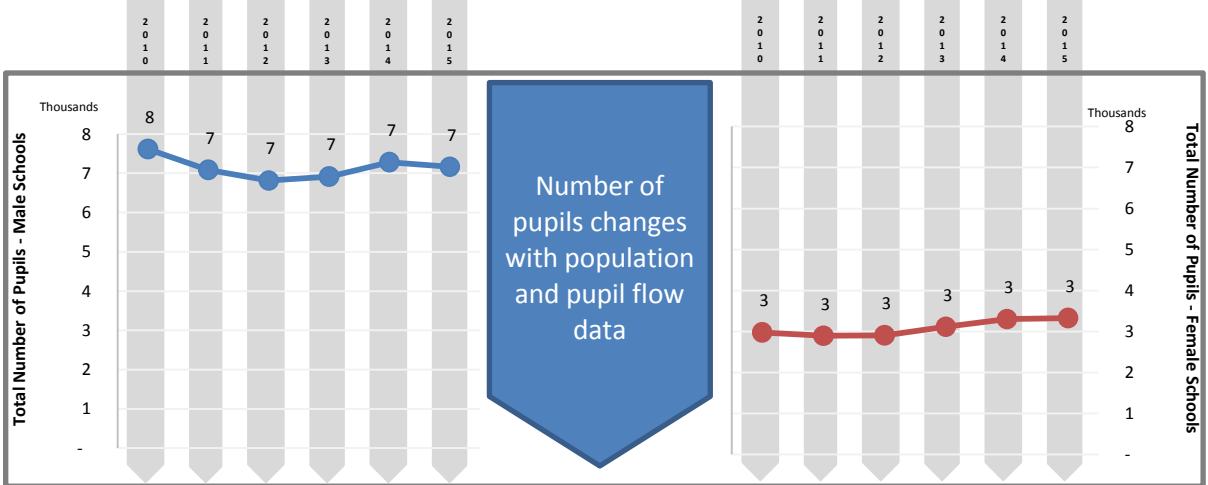 2010 2011 2012 2013 2014 2015
2010 2011 2012 2013 2014 2015
Total Number of Pupils - Male Schools
Thousands
8
7
6
5
4
3
2
1
-
8 7 7 7 7 7
Number of
pupils changes
with population
and pupil flow
data
3 3 3 3 3 3
Thousands
8
7
6
5
4
3
2
1
-
Total Number of Pupils - Female Schools